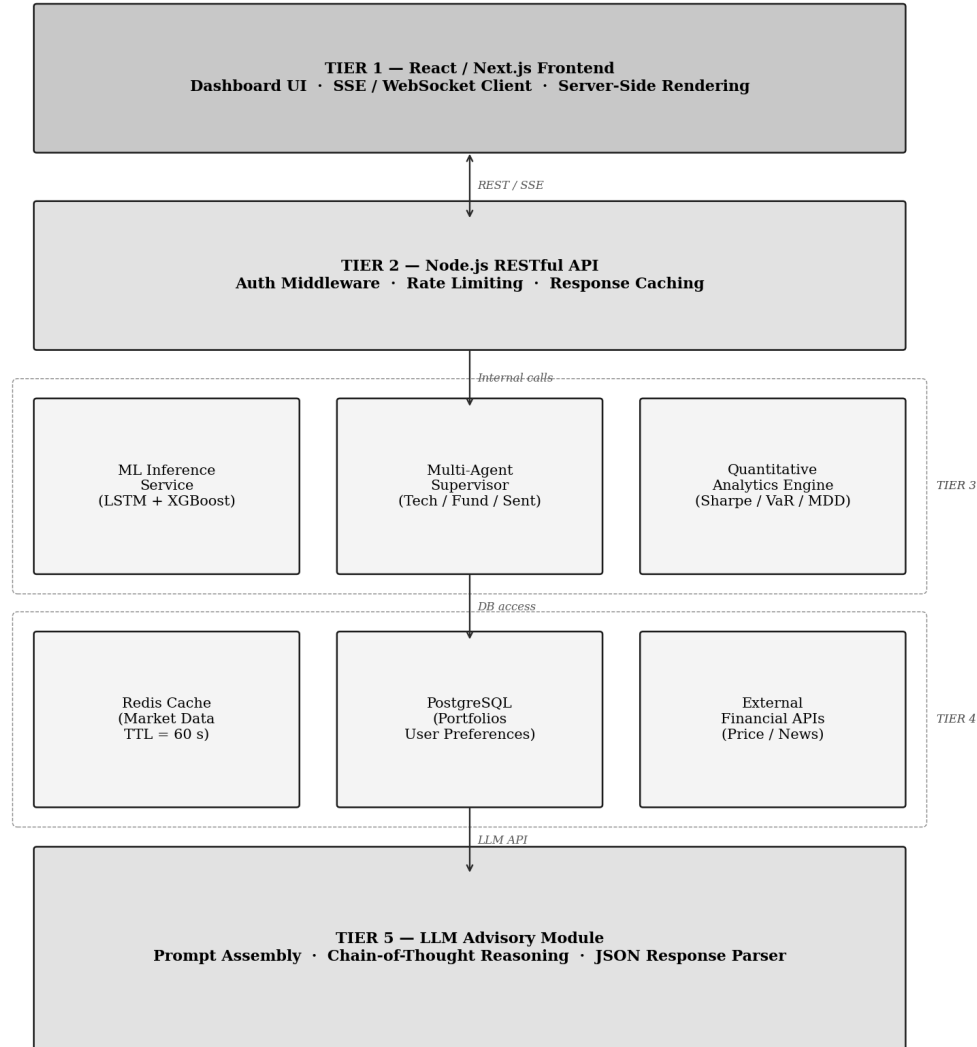 TIER 1 — React / Next.js Frontend
Dashboard UI · SSE / WebSocket Client · Server-Side Rendering
REST / SSE
TIER 2 — Node.js RESTful API
Auth Middleware · Rate Limiting · Response Caching
Internal calls
ML Inference
Service
(LSTM + XGBoost)
Multi-Agent
Supervisor
(Tech / Fund / Sent)
Quantitative
Analytics Engine
(Sharpe / VaR / MDD)
TIER 3
DB access
Redis Cache
(Market Data
TTL = 60 s)
PostgreSQL
(Portfolios
User Preferences)
External
Financial APIs
(Price / News)
TIER 4
LLM API
TIER 5 — LLM Advisory Module
Prompt Assembly · Chain-of-Thought Reasoning · JSON Response Parser